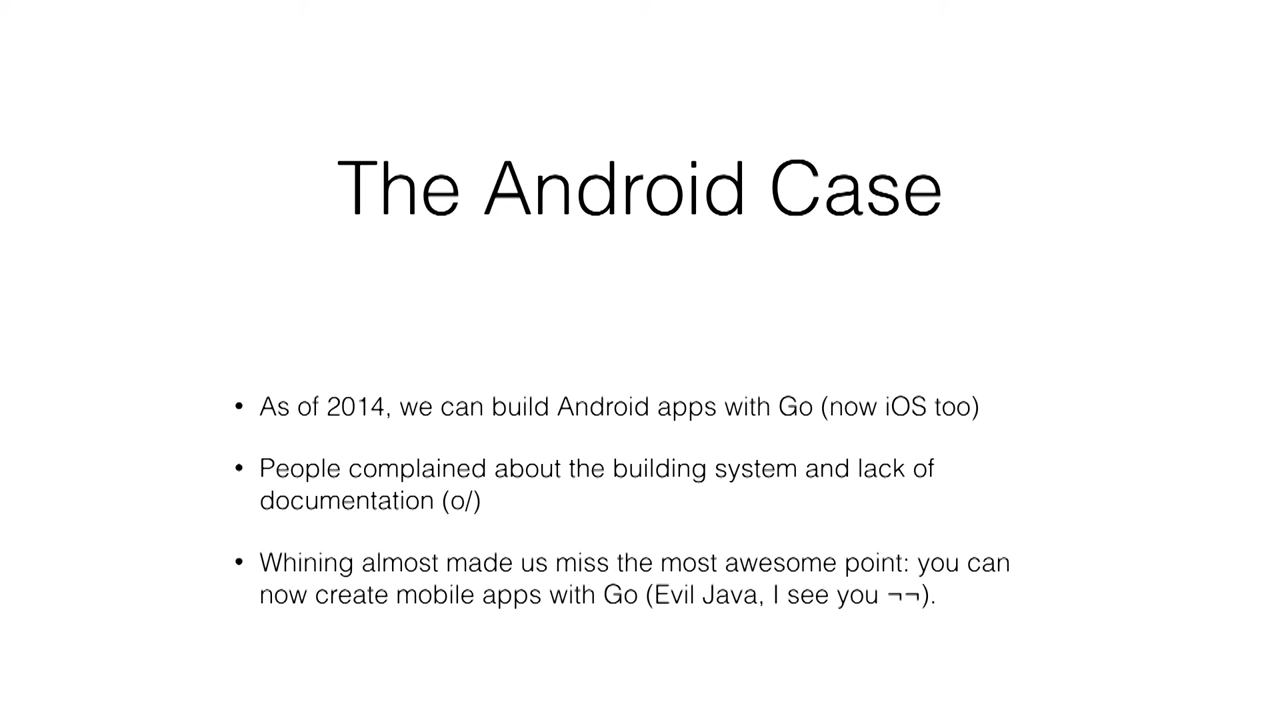 The Android Case
• As of 2014, we can build Android apps with Go (now iOS too)
• People complained about the building system and lack of
documentation (o/)
• Whining almost made us miss the most awesome point: you can
now create mobile apps with Go (Evil Java, I see you ¬¬).